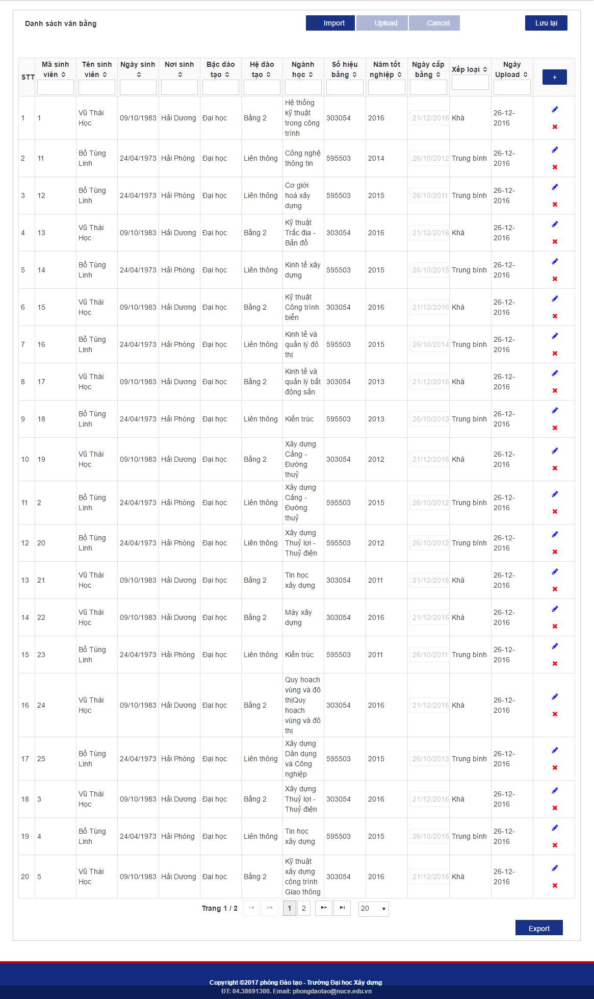 Danh sách văn bằng
Import
Upload
Cancel
Lưu lại
STT Mã sinh viên Tên sinh viên Ngày sinh Nơi sinh Bậc đào tạo Hệ đào tạo Ngành học Số hiệu bằng Năm tốt nghiệp Ngày cấp bằng Xếp loại Ngày Upload +
1 1 Vũ Thái Học 09/10/1983 Hải Dương Đại học Bằng 2 Hệ thống kỹ thuật trong công trình 303054 2016 21/12/2016 Khá 26-12-2016
2 11 Bồ Tùng Linh 24/04/1973 Hải Phòng Đại học Liên thông Công nghệ thông tin 595503 2014 26/10/2012 Trung bình 26-12-2016
3 12 Bồ Tùng Linh 24/04/1973 Hải Phòng Đại học Liên thông Cơ giới hoá xây dựng 595503 2015 26/10/2011 Trung bình 26-12-2016
4 13 Vũ Thái Học 09/10/1983 Hải Dương Đại học Bằng 2 Kỹ thuật Trắc địa - Bản đồ 303054 2016 21/12/2016 Khá 26-12-2016
5 14 Bồ Tùng Linh 24/04/1973 Hải Phòng Đại học Liên thông Kinh tế xây dựng 595503 2015 26/10/2015 Trung bình 26-12-2016
6 15 Vũ Thái Học 09/10/1983 Hải Dương Đại học Bằng 2 Kỹ thuật Công trình biển 303054 2016 21/12/2016 Khá 26-12-2016
7 16 Bồ Tùng Linh 24/04/1973 Hải Phòng Đại học Liên thông Kinh tế và quản lý đô thị 595503 2015 26/10/2014 Trung bình 26-12-2016
8 17 Vũ Thái Học 09/10/1983 Hải Dương Đại học Bằng 2 Kinh tế và quản lý bất động sản 303054 2013 21/12/2016 Khá 26-12-2016
9 18 Bồ Tùng Linh 24/04/1973 Hải Phòng Đại học Liên thông Kiến trúc 595503 2013 26/10/2013 Trung bình 26-12-2016
10 19 Vũ Thái Học 09/10/1983 Hải Dương Đại học Bằng 2 Xây dựng Cảng - Đường thuỷ 303054 2012 21/12/2016 Khá 26-12-2016
11 2 Bồ Tùng Linh 24/04/1973 Hải Phòng Đại học Liên thông Xây dựng Cảng - Đường thuỷ 595503 2015 26/10/2012 Trung bình 26-12-2016
12 20 Bồ Tùng Linh 24/04/1973 Hải Phòng Đại học Liên thông Xây dựng Thuỷ lợi - Thuỷ điện 595503 2012 26/10/2012 Trung bình 26-12-2016
13 21 Vũ Thái Học 09/10/1983 Hải Dương Đại học Bằng 2 Tin học xây dựng 303054 2011 21/12/2016 Khá 26-12-2016
14 22 Vũ Thái Học 09/10/1983 Hải Dương Đại học Bằng 2 Máy xây dựng 303054 2016 21/12/2016 Khá 26-12-2016
15 23 Bồ Tùng Linh 24/04/1973 Hải Phòng Đại học Liên thông Kiến trúc 595503 2011 26/10/2011 Trung bình 26-12-2016
16 24 Vũ Thái Học 09/10/1983 Hải Dương Đại học Bằng 2 Quy hoạch vùng và đô thịQuy hoạch vùng và đô thị 303054 2016 21/12/2016 Khá 26-12-2016
17 25 Bồ Tùng Linh 24/04/1973 Hải Phòng Đại học Liên thông Xây dựng Dân dụng và Công nghiệp 595503 2015 26/10/2013 Trung bình 26-12-2016
18 3 Vũ Thái Học 09/10/1983 Hải Dương Đại học Bằng 2 Xây dựng Thuỷ lợi - Thuỷ điện 303054 2016 21/12/2016 Khá 26-12-2016
19 4 Bồ Tùng Linh 24/04/1973 Hải Phòng Đại học Liên thông Tin học xây dựng 595503 2015 26/10/2015 Trung bình 26-12-2016
20 5 Vũ Thái Học 09/10/1983 Hải Dương Đại học Bằng 2 Kỹ thuật xây dựng công trình Giao thông 303054 2016 21/12/2016 Khá 26-12-2016
Trang 1 / 2 1 2 20
Export
Copyright ©2017 phòng Đào tạo - Trường Đại học Xây dựng
ĐT: 04.38691300. Email: phongdaotao@nuce.edu.vn